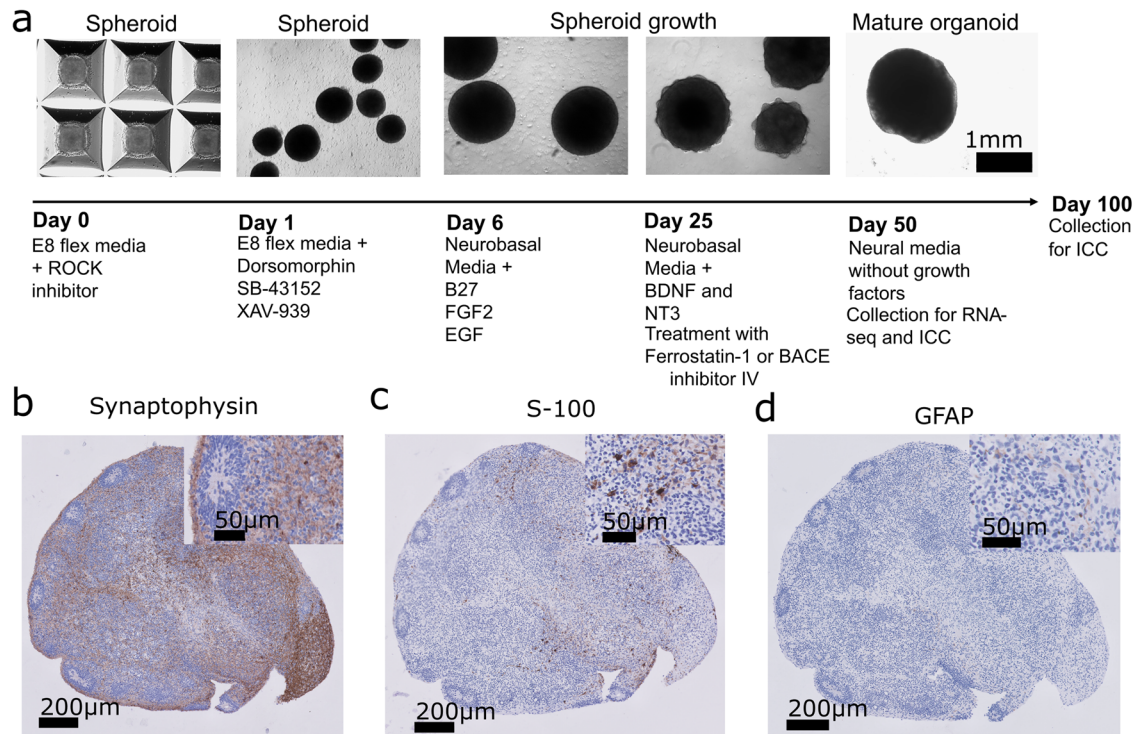 a
Spheroid
Spheroid
Spheroid growth
Mature organoid
1mm
Day 0
E8 flex media
+ ROCK
inhibitor
Day 1
E8 flex media +
Dorsomorphin
SB-43152
XAV-939
Day 6
Neurobasal
Media +
B27
FGF2
EGF
Day 25
Neurobasal
Media +
BDNF and
NT3
Treatment with
Ferrostatin-1 or BACE
inhibitor IV
Day 50
Neural media
without growth
factors
Collection for RNA-
seq and ICC
Day 100
Collection
for ICC
b
Synaptophysin
50µm
200µm
c
S-100
50µm
200µm
d
GFAP
50µm
200µm